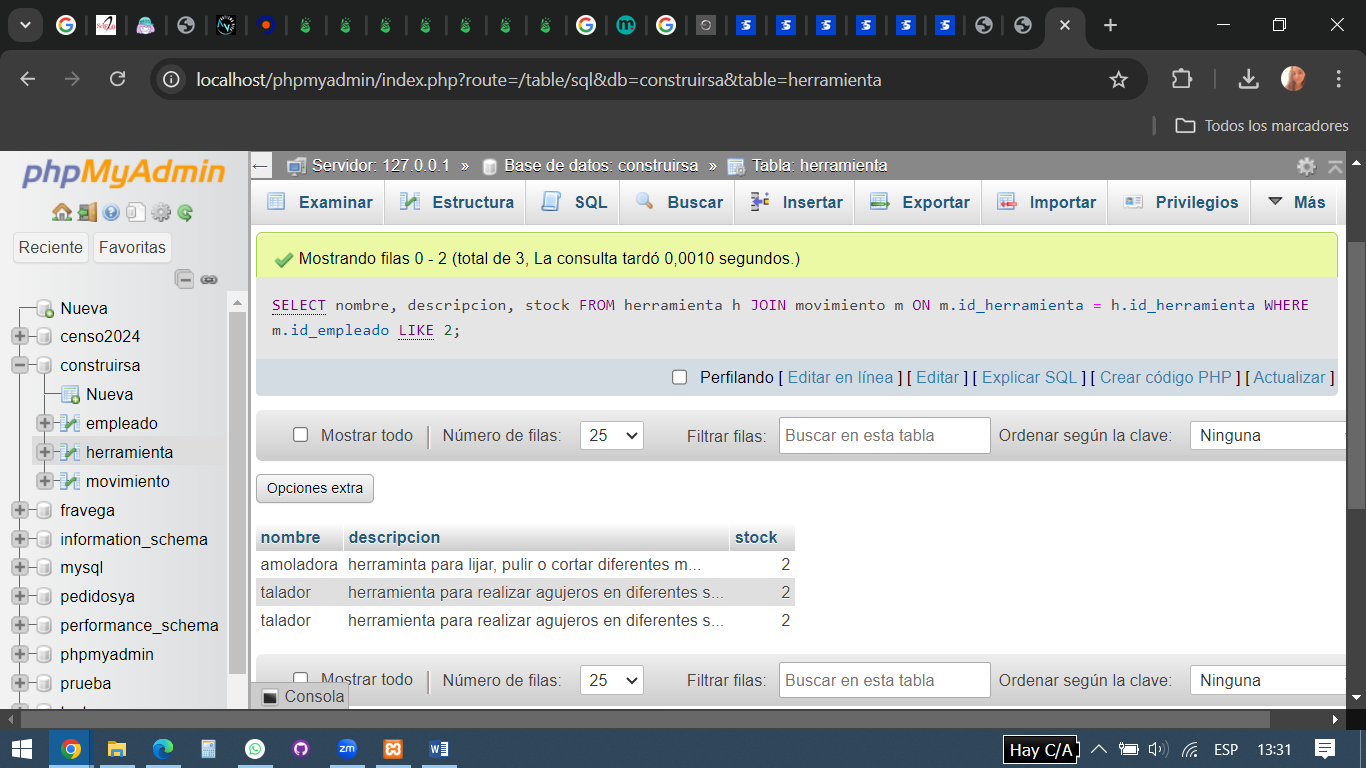 localhost/phpmyadmin/index.php?route=/table/sql&db=construirsa&table=herramienta
Todos los marcadores
phpMyAdmin
Reciente Favoritas
Nueva
censo2024
construirsa
Nueva
empleado
herramienta
movimiento
fravega
information_schema
mysql
pedidosya
performance_schema
phpmyadmin
prueba
Servidor: 127.0.0.1 » Base de datos: construirsa » Tabla: herramienta
Examinar Estructura SQL Buscar Insertar Exportar Importar Privilegios Más
Mostrando filas 0 - 2 (total de 3, La consulta tardó 0,0010 segundos.)
SELECT nombre, descripcion, stock FROM herramienta h JOIN movimiento m ON m.id_herramienta = h.id_herramienta WHERE
m.id_empleado LIKE 2;
Perfilando [ Editar en línea ] [ Editar ] [ Explicar SQL ] [ Crear código PHP ] [ Actualizar ]
Mostrar todo Número de filas: 25 Filtrar filas: Buscar en esta tabla Ordenar según la clave: Ninguna
Opciones extra
nombre descripcion stock
amoladora herraminta para lijar, pulir o cortar diferentes m... 2
talador herramienta para realizar agujeros en diferentes s... 2
talador herramienta para realizar agujeros en diferentes s... 2
Mostrar todo Número de filas: 25 Filtrar filas: Buscar en esta tabla Ordenar según la clave: Ninguna
Consola
Hay C/A ESP 13:31